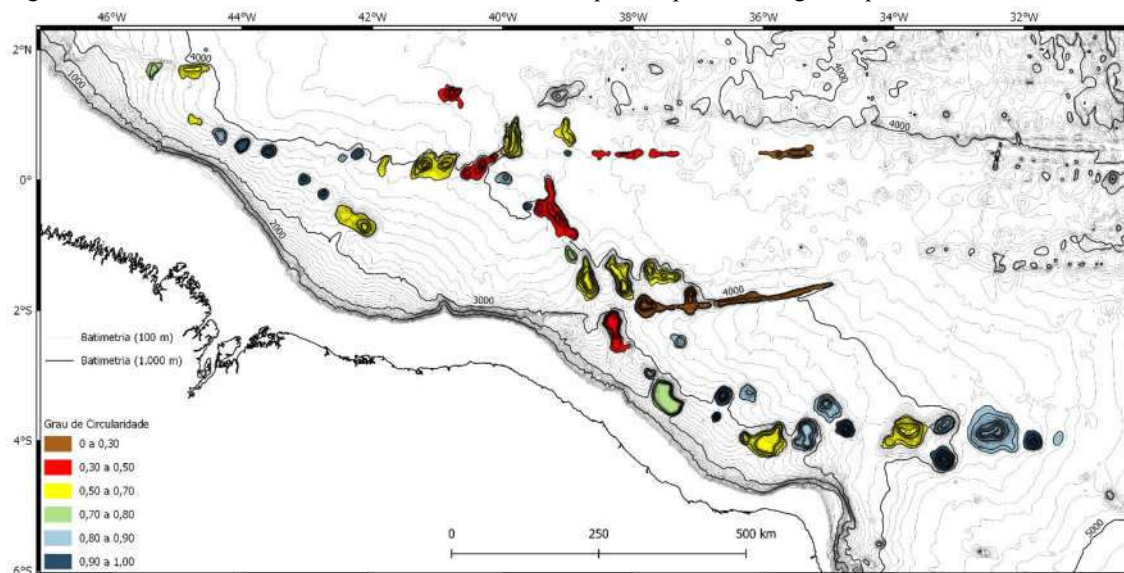 46°W 44°W 42°W 40°W 38°W 36°W 34°W 32°W
2°N
0°
2°S
4°S
6°S
1000
4000
4000
4000
2000
3000
4000
5000
Batimetria (100 m)
Batimetria (1.000 m)
Grau de Circularidade
0 a 0,30
0,30 a 0,50
0,50 a 0,70
0,70 a 0,80
0,80 a 0,90
0,90 a 1,00
0 250 500 km